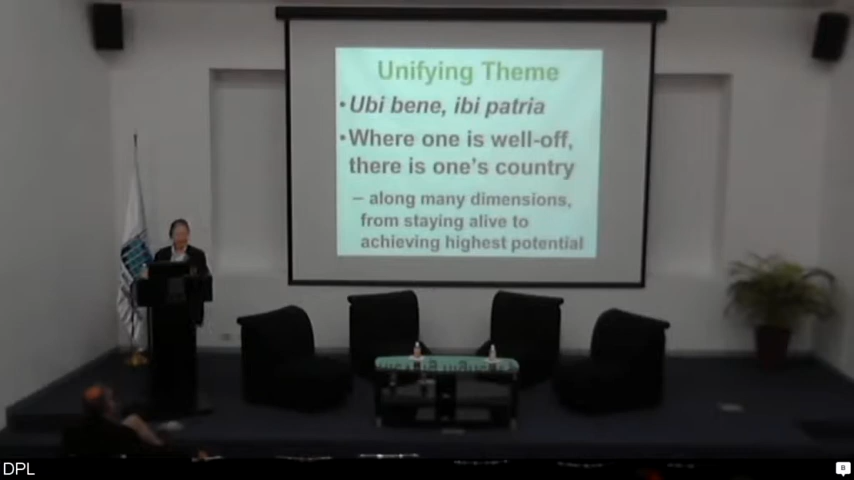 Unifying Theme
•Ubi bene, ibi patria
•Where one is well-off,
there is one's country
– along many dimensions,
from staying alive to
achieving highest potential
DPL